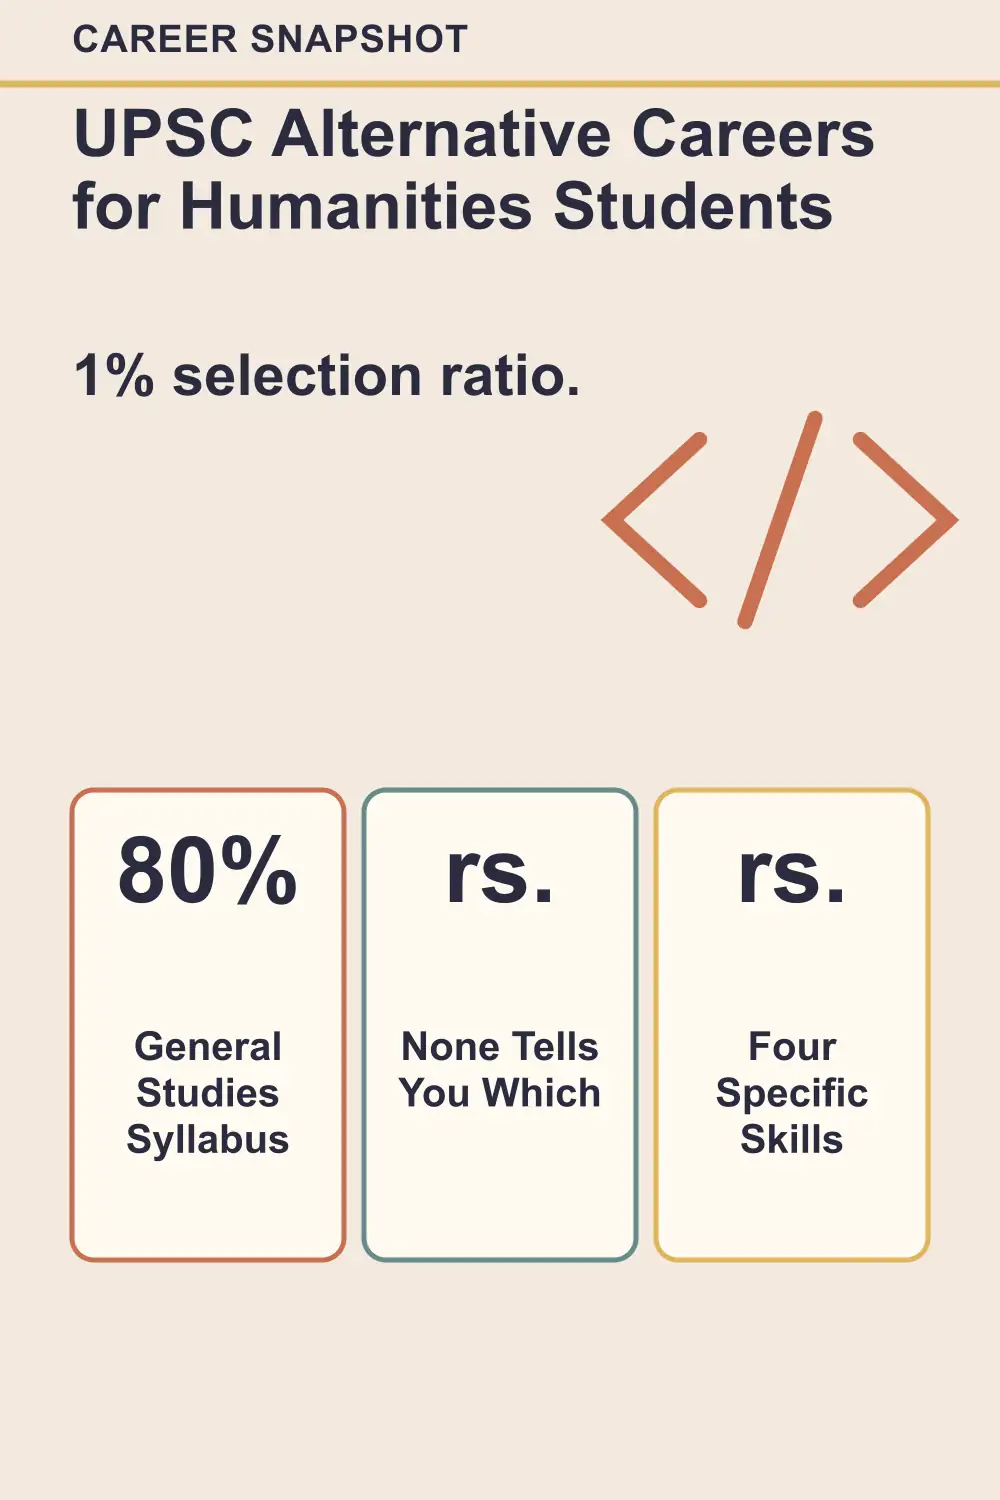 CAREER SNAPSHOT
UPSC Alternative Careers
for Humanities Students
1% selection ratio.
80%
General
Studies
Syllabus
rs.
None Tells
You Which
rs.
Four
Specific
Skills